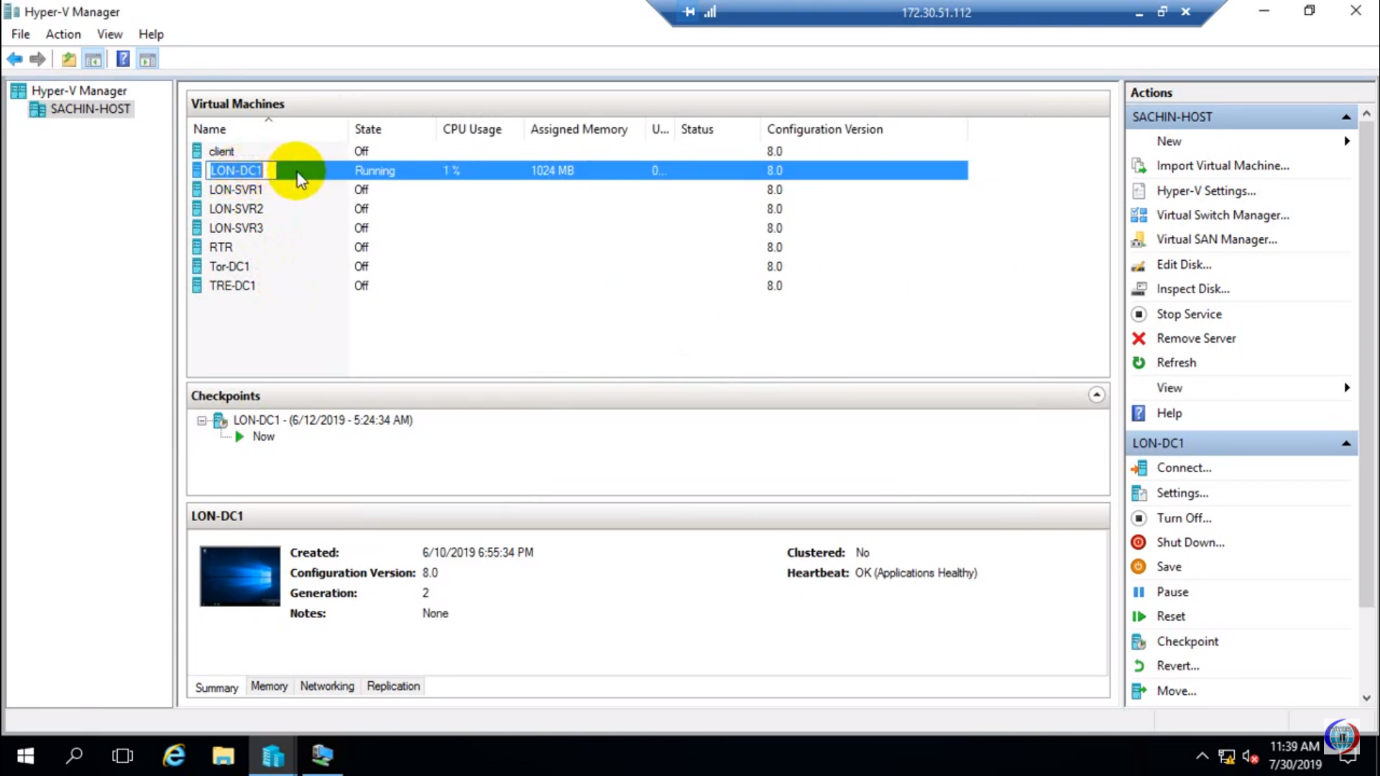 Hyper-V Manager
172.30.51.112
File Action View Help
Hyper-V Manager
SACHIN-HOST
Virtual Machines
Name State CPU Usage Assigned Memory U... Status Configuration Version
client Off 8.0
LON-DC1 Running 1 % 1024 MB 0... 8.0
LON-SVR1 Off 8.0
LON-SVR2 Off 8.0
LON-SVR3 Off 8.0
RTR Off 8.0
Tor-DC1 Off 8.0
TRE-DC1 Off 8.0
Checkpoints
LON-DC1 - (6/12/2019 - 5:24:34 AM)
Now
LON-DC1
Created: 6/10/2019 6:55:34 PM Clustered: No
Configuration Version: 8.0 Heartbeat: OK (Applications Healthy)
Generation: 2
Notes: None
Summary Memory Networking Replication
Actions
SACHIN-HOST
New
Import Virtual Machine...
Hyper-V Settings...
Virtual Switch Manager...
Virtual SAN Manager...
Edit Disk...
Inspect Disk...
Stop Service
Remove Server
Refresh
View
Help
LON-DC1
Connect...
Settings...
Turn Off...
Shut Down...
Save
Pause
Reset
Checkpoint
Revert...
Move...
11:39 AM
7/30/2019